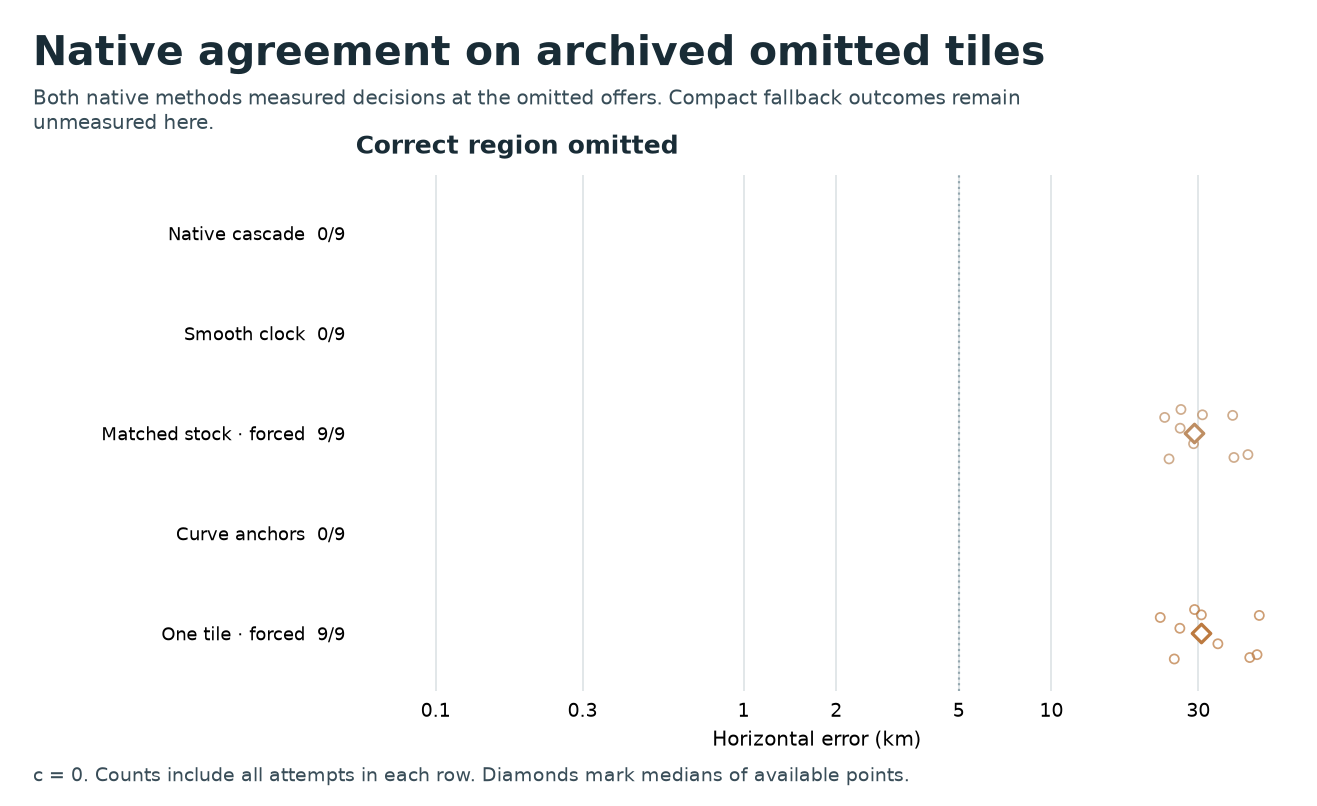 Native agreement on archived omitted tiles
Both native methods measured decisions at the omitted offers. Compact fallback outcomes remain
unmeasured here.
Correct region omitted
Native cascade 0/9
Smooth clock 0/9
Matched stock · forced 9/9
Curve anchors 0/9
One tile · forced 9/9
0.1 0.3 1 2 5 10 30
Horizontal error (km)
c = 0. Counts include all attempts in each row. Diamonds mark medians of available points.